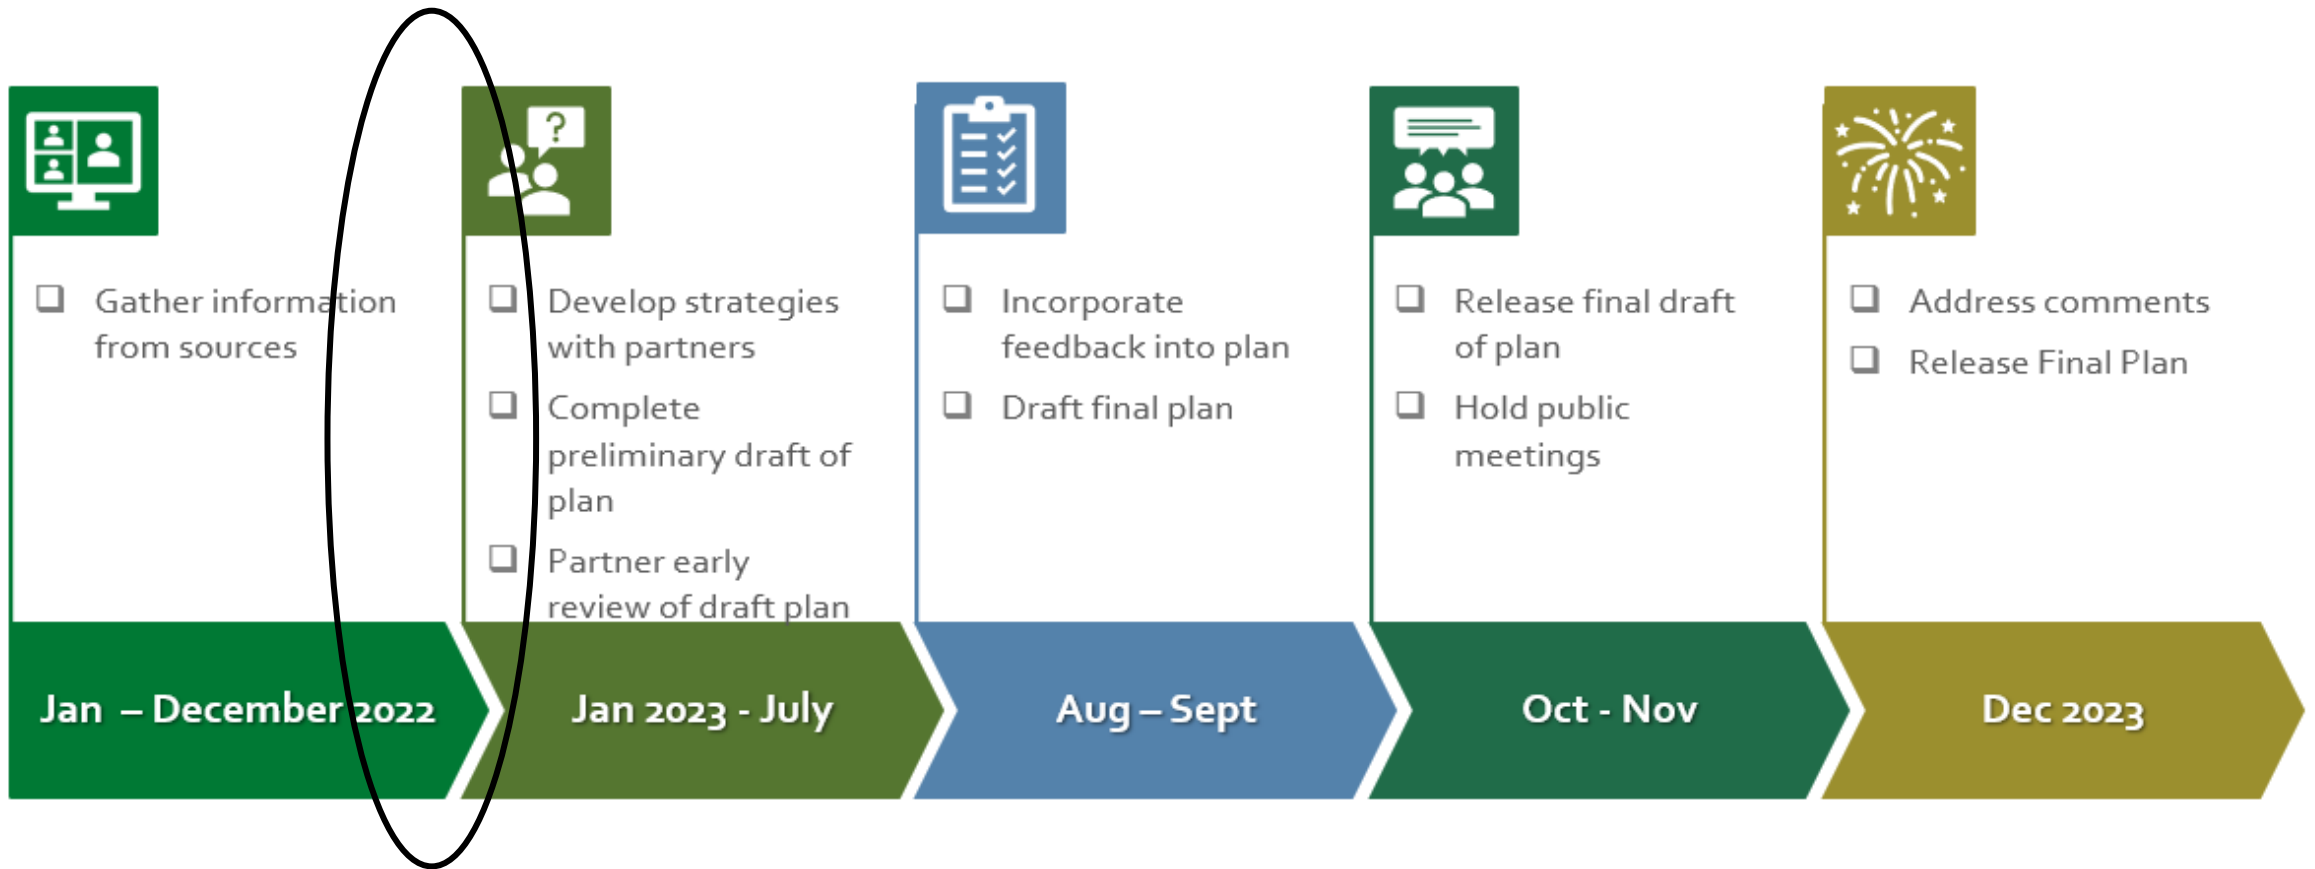 ?
Gather information
from sources
Develop strategies
with partners
Complete
preliminary draft of
plan
Partner early
review of draft plan
Incorporate
feedback into plan
Draft final plan
Release final draft
of plan
Hold public
meetings
Address comments
Release Final Plan
Jan – December 2022
Jan 2023 - July
Aug – Sept
Oct - Nov
Dec 2023